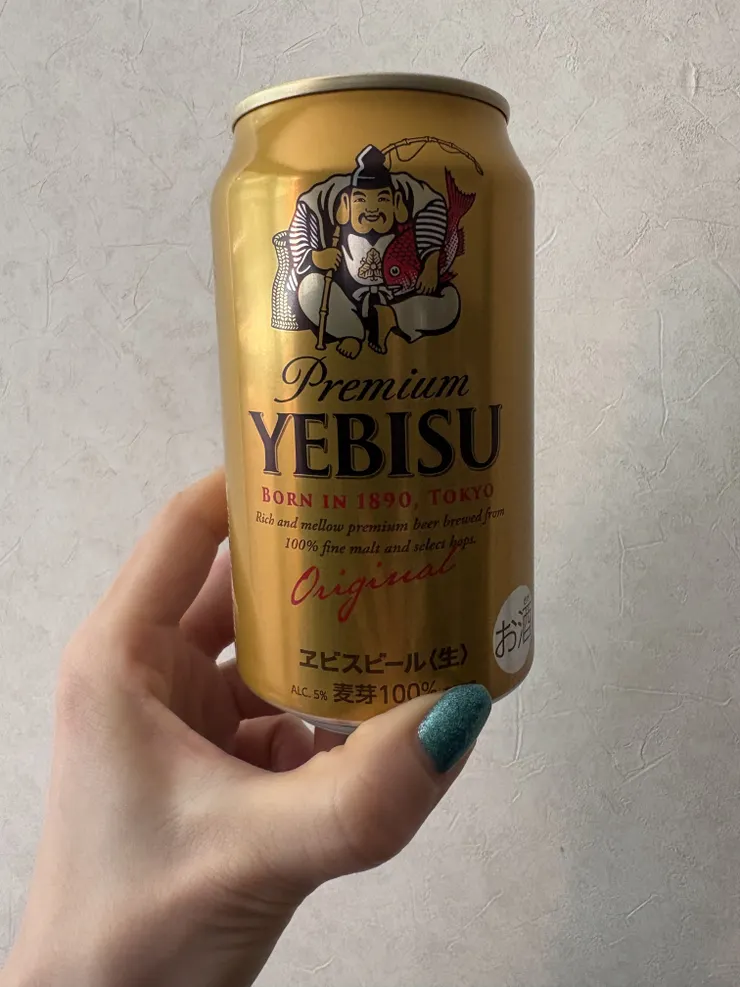 Premium
YEBISU
BORN IN 1890, TOKYO
Rich and mellow premium beer brewed from
100% fine malt and select hops.
Original
お酒
ヱビスビール〈生〉
ALC. 5% 麦芽100%